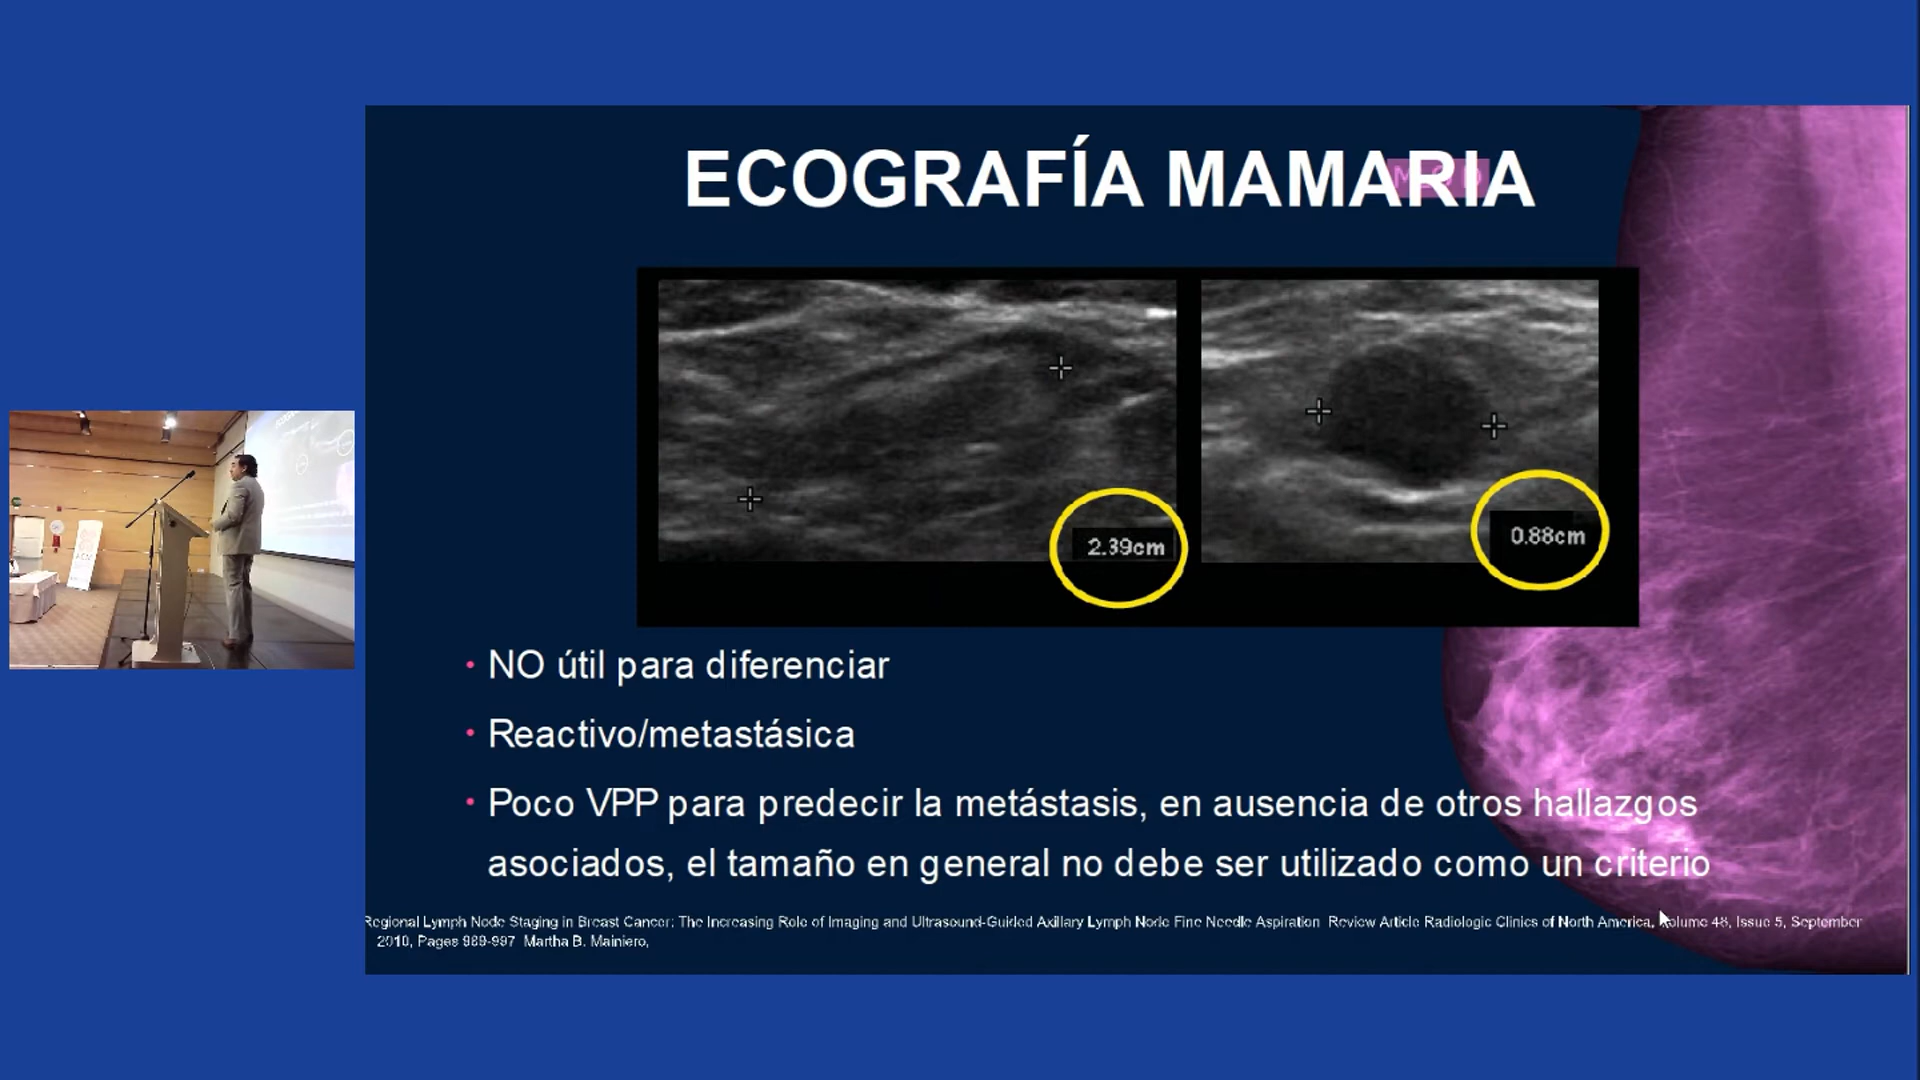 ECOGRAFÍA MAMARIA
2.39cm
0.88cm
• NO útil para diferenciar
• Reactivo/metastásica
• Poco VPP para predecir la metástasis, en ausencia de otros hallazgos
asociados, el tamaño en general no debe ser utilizado como un criterio
Regional Lymph Node Staging in Breast Cancer: The Increasing Role of Imaging and Ultrasound-Guided Axillary Lymph Node Fine Needle Aspiration Review Article Radiologic Clinics of North America, Volume 48, Issue 5, September
2010, Pages 989-997 Martha B. Mainiero,